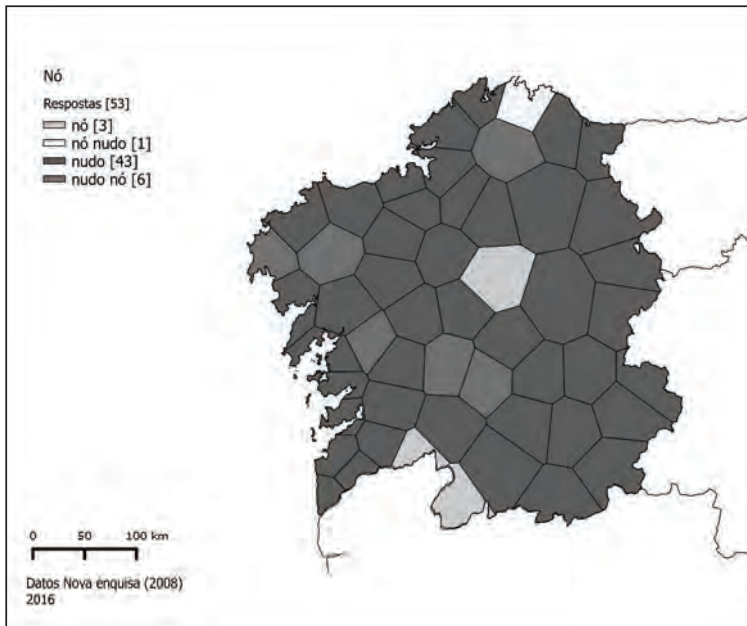 Nó
Respostas [53]
nó [3]
nó nudo [1]
nudo [43]
nudo nó [6]
0 50 100 km
Datos Nova enquisa (2008)
2016